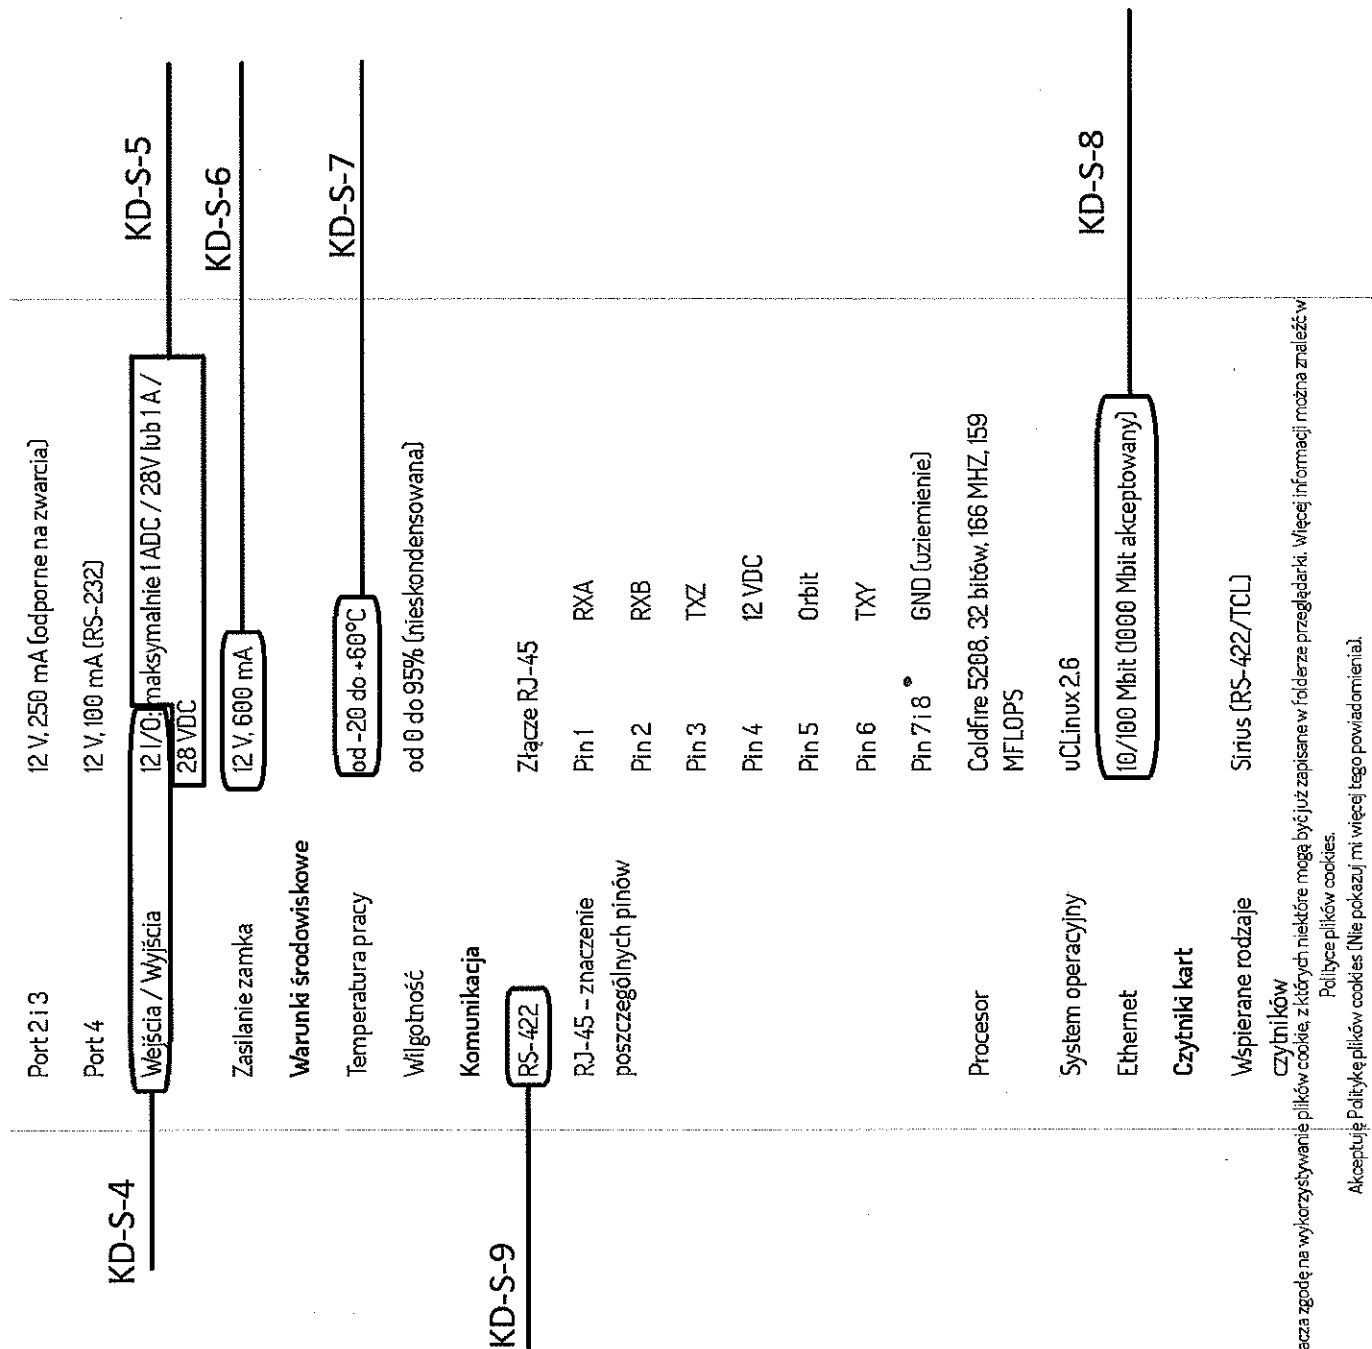 Port 2 i 3 12 V, 250 mA (odporne na zwarcia)
Port 4 12 V, 100 mA (RS-232)
KD-S-4 Wejścia / Wyjścia 12 I/O: maksymalnie 1 ADC / 28V lub 1 A / KD-S-5
28 VDC
Zasilanie zamka 12 V, 600 mA KD-S-6
Warunki środowiskowe
Temperatura pracy od -20 do +60°C KD-S-7
Wilgotność od 0 do 95% (nieskondensowana)
Komunikacja
KD-S-9 RS-422 Złącze RJ-45
RJ-45 – znaczenie Pin 1 RXA
poszczególnych pinów Pin 2 RXB
Pin 3 TXZ
Pin 4 12 VDC
Pin 5 Orbit
Pin 6 TXY
Pin 7 i 8 GND (uziemienie)
Procesor Coldfire 5208, 32 bitów, 166 MHZ, 159
MFLOPS
System operacyjny uCLinux 2.6
Ethernet 10/100 Mbit (1000 Mbit akceptowany) KD-S-8
Czytniki kart
Wspierane rodzaje Sirius (RS-422/TCL)
czytników
acza zgodę na wykorzystywanie plików cookie, z których niektóre mogą być już zapisane w folderze przeglądarki. Więcej informacji można znaleźć w
Polityce plików cookies.
Akceptuję Politykę plików cookies (Nie pokazuj mi więcej tego powiadomienia).